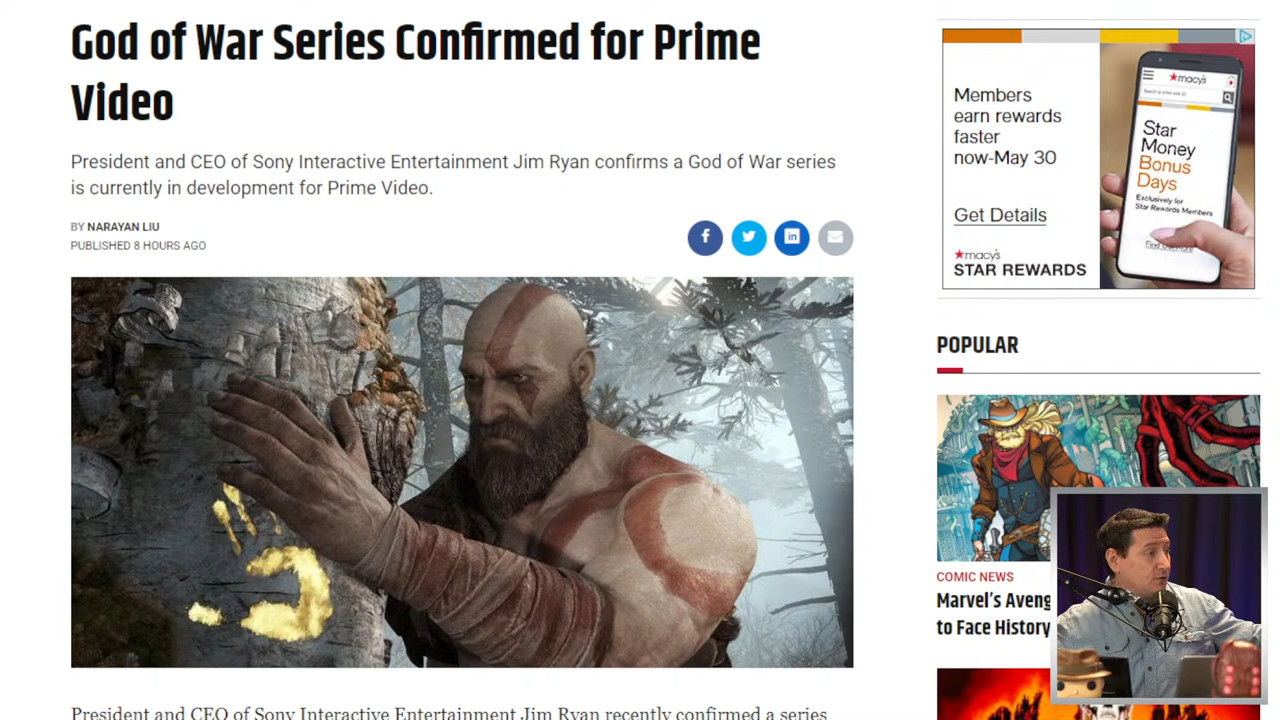 God of War Series Confirmed for Prime
Video
President and CEO of Sony Interactive Entertainment Jim Ryan confirms a God of War series
is currently in development for Prime Video.
BY NARAYAN LIU
PUBLISHED 8 HOURS AGO
President and CEO of Sony Interactive Entertainment Jim Ryan recently confirmed a series
Members
earn rewards
faster
now-May 30
Get Details
macy's
STAR REWARDS
macy's
Star
Money
Bonus
Days
Exclusively for
Star Rewards Members
POPULAR
COMIC NEWS
Marvel's Aveng
to Face History